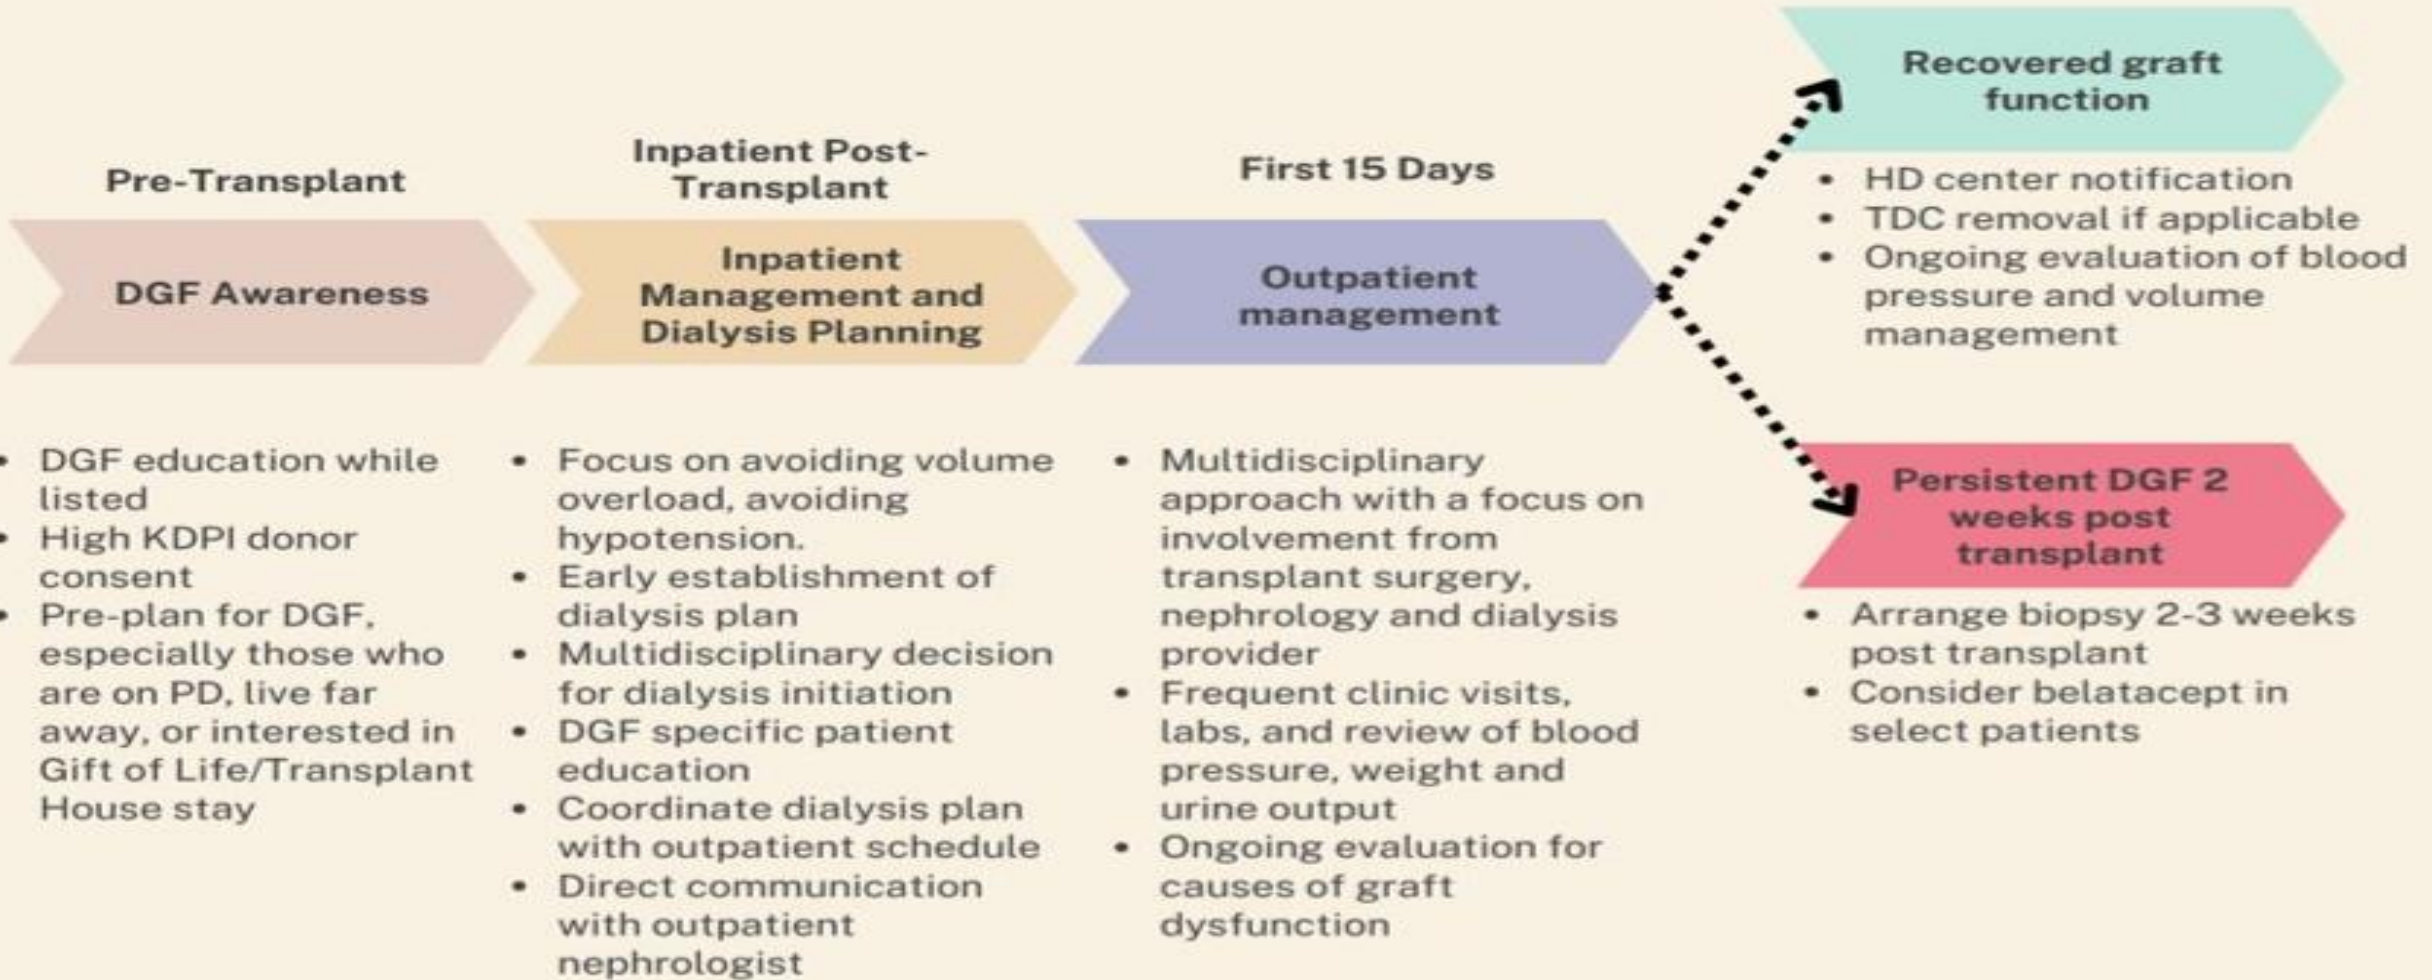 Pre-Transplant
DGF Awareness
• DGF education while
listed
• High KDPI donor
consent
• Pre-plan for DGF,
especially those who
are on PD, live far
away, or interested in
Gift of Life/Transplant
House stay
Inpatient Post-
Transplant
Inpatient
Management and
Dialysis Planning
• Focus on avoiding volume
overload, avoiding
hypotension.
• Early establishment of
dialysis plan
• Multidisciplinary decision
for dialysis initiation
• DGF specific patient
education
• Coordinate dialysis plan
with outpatient schedule
• Direct communication
with outpatient
nephrologist
First 15 Days
Outpatient
management
• Multidisciplinary
approach with a focus on
involvement from
transplant surgery,
nephrology and dialysis
provider
• Frequent clinic visits,
labs, and review of blood
pressure, weight and
urine output
• Ongoing evaluation for
causes of graft
dysfunction
Recovered graft
function
• HD center notification
• TDC removal if applicable
• Ongoing evaluation of blood
pressure and volume
management
Persistent DGF 2
weeks post
transplant
• Arrange biopsy 2-3 weeks
post transplant
• Consider belatacept in
select patients